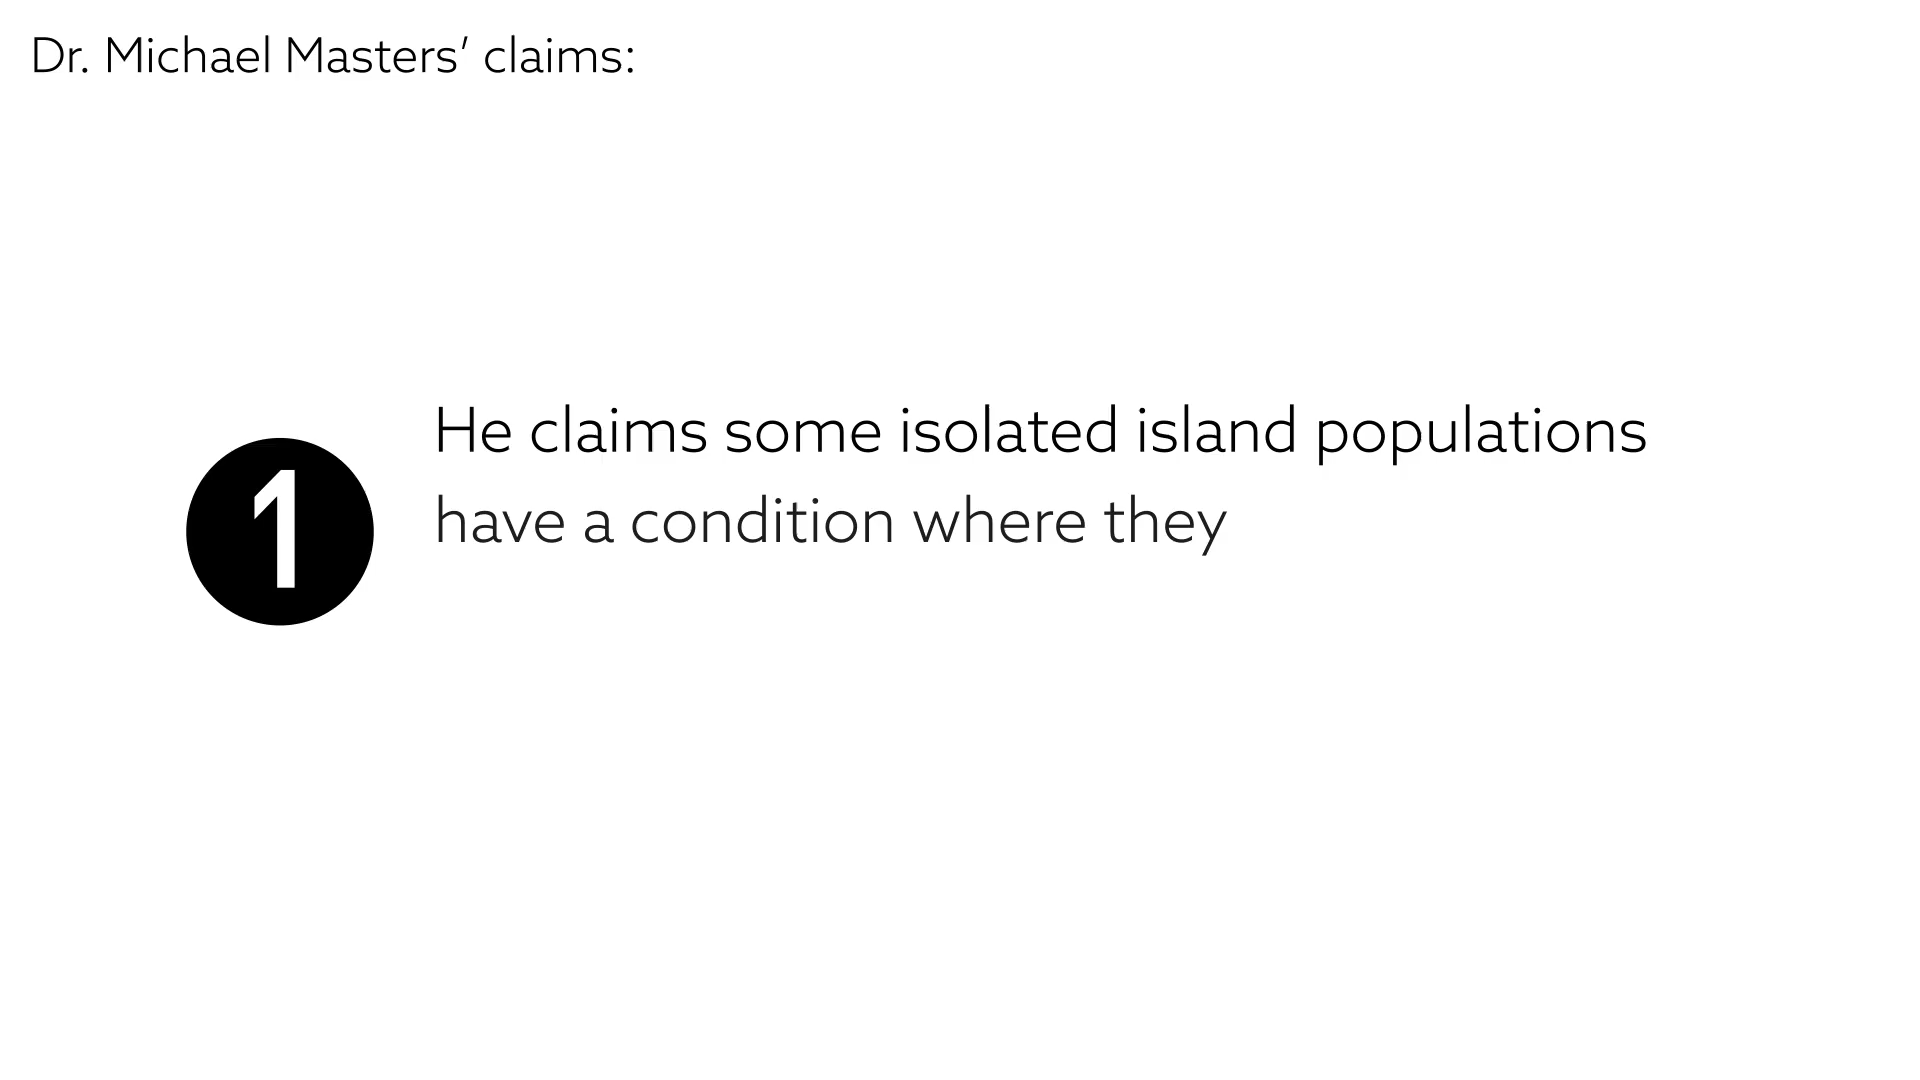 Dr. Michael Masters’ claims:
1
He claims some isolated island populations
have a condition where they